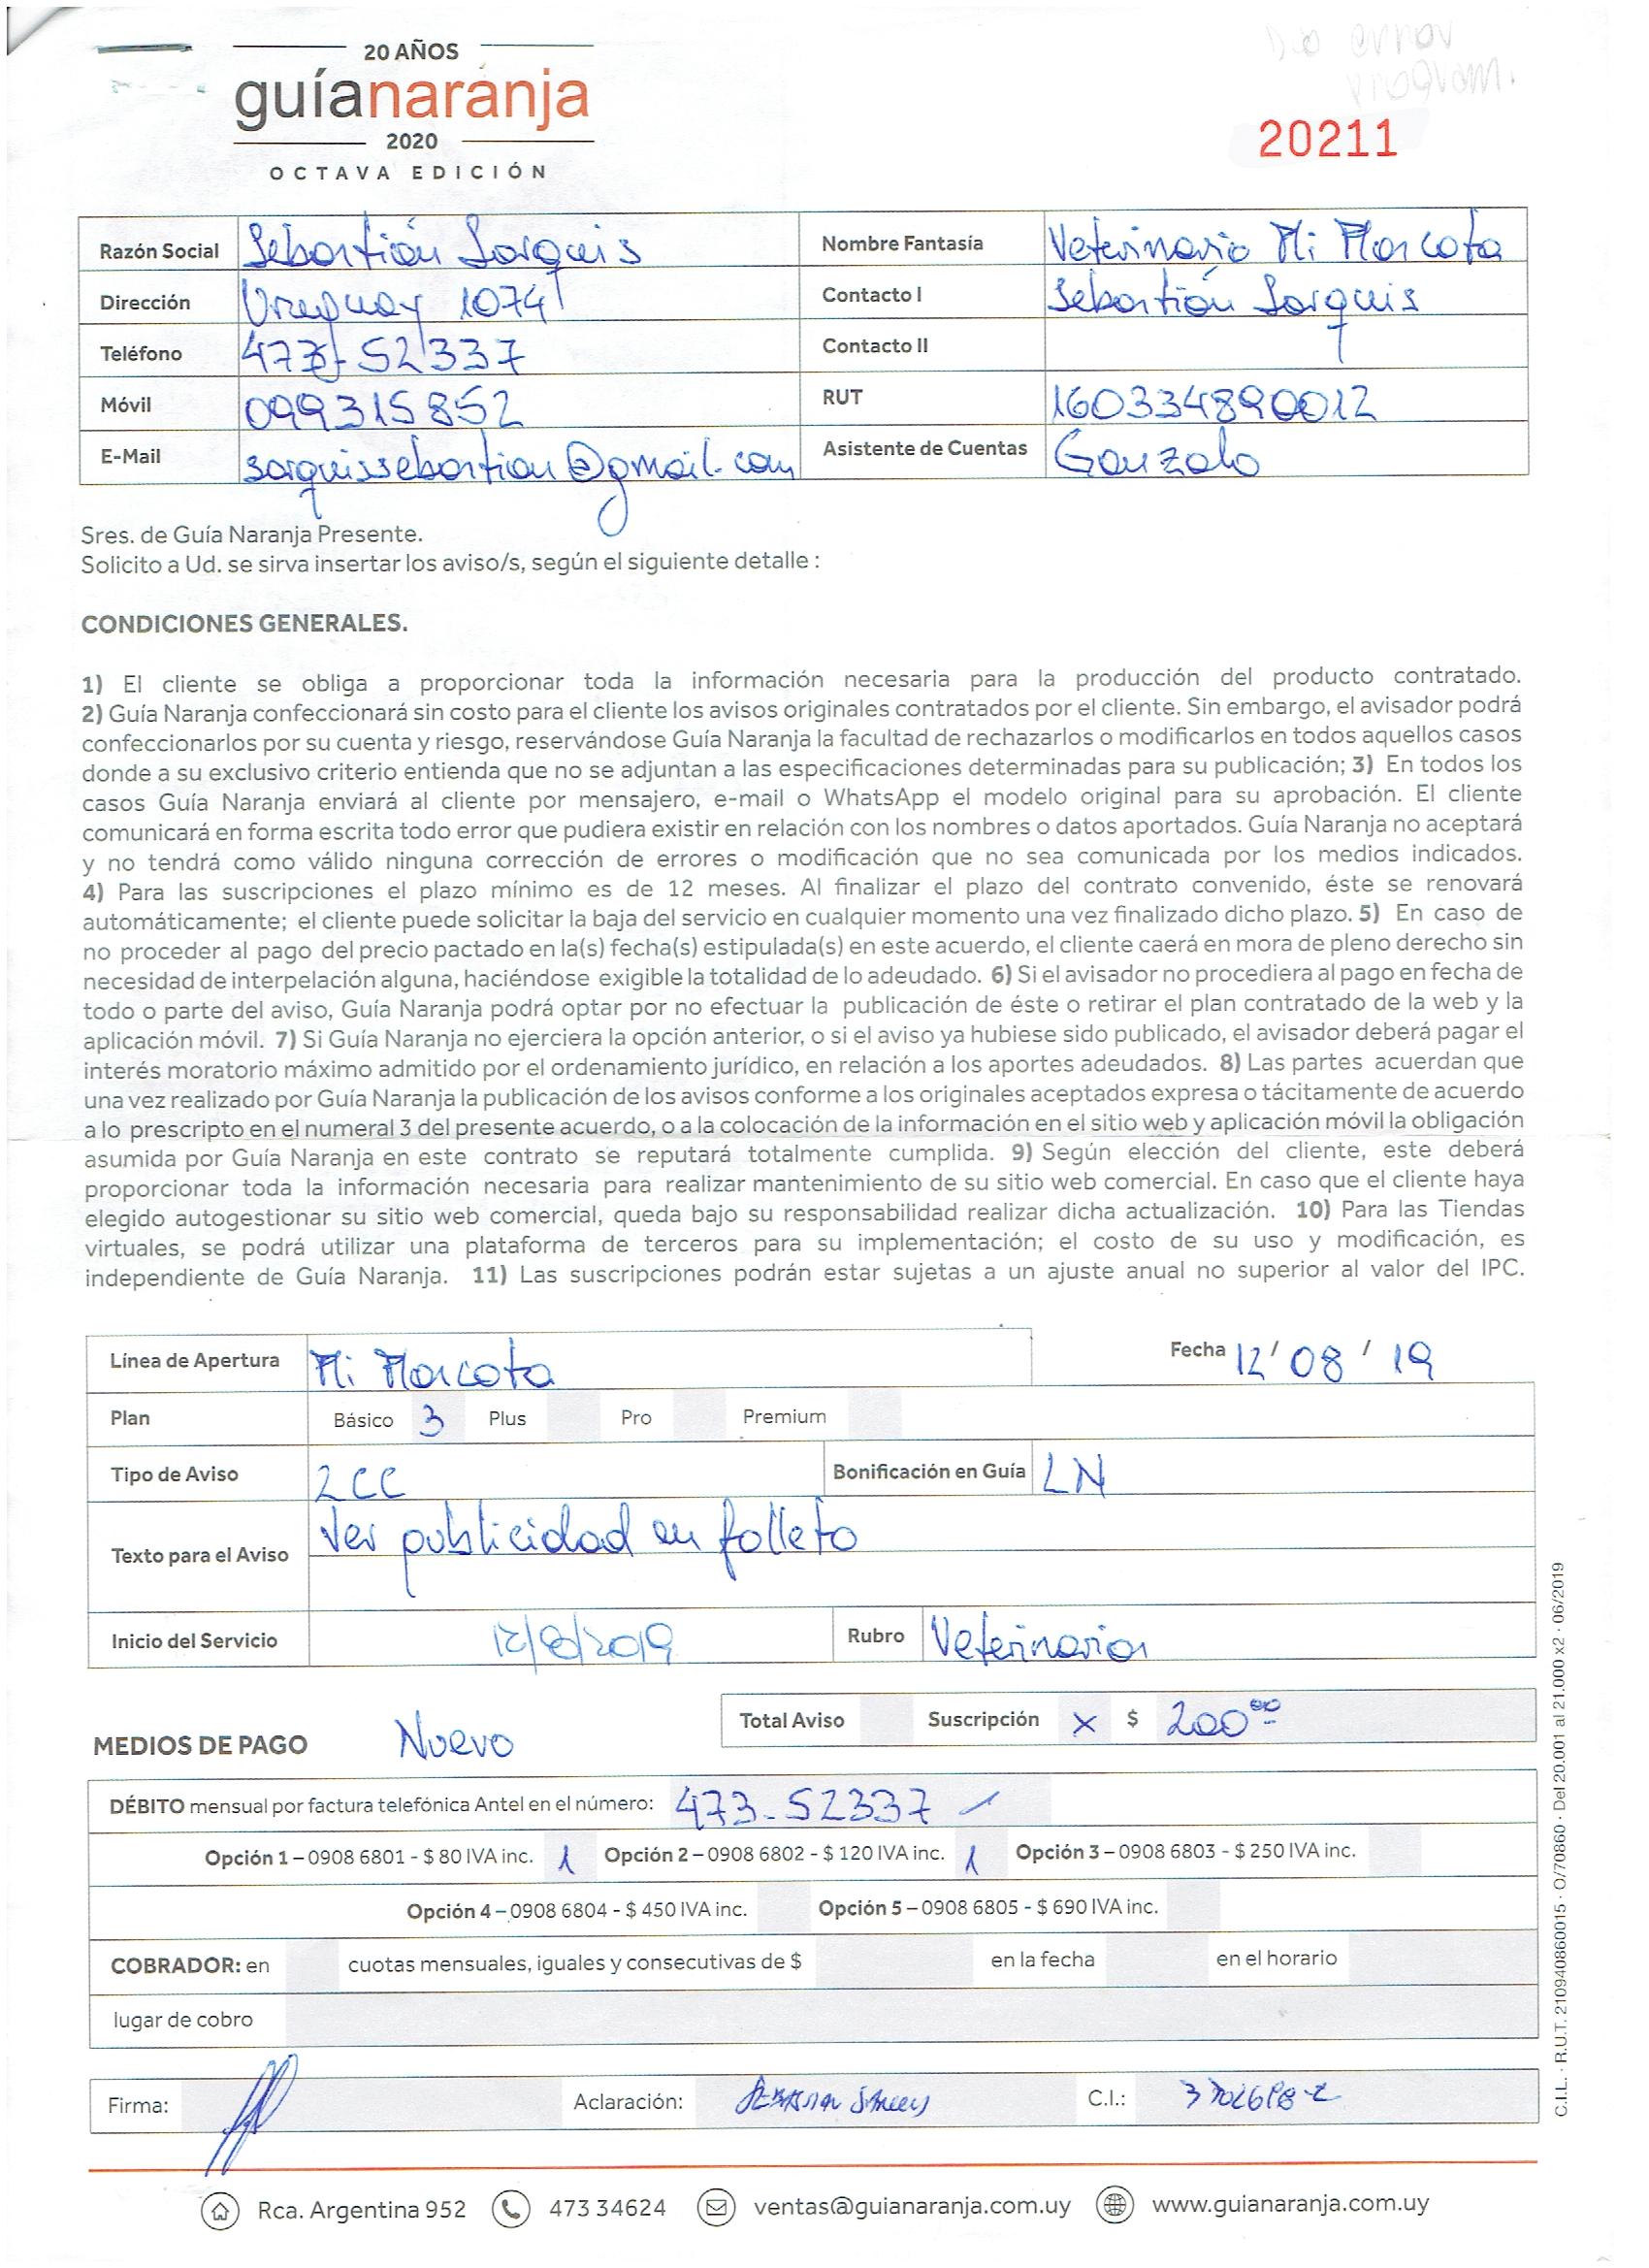 20 AÑOS
guíanaranja
2020
OCTAVA EDICIÓN
20211
Razón Social Sebastián Sarquis Nombre Fantasía Veterinaria Mi Mascota
Dirección Uruguay 1074 Contacto I Sebastián Sarquis
Teléfono 473-52337 Contacto II
Móvil 099315852 RUT 160334890012
E-Mail sarquissebastian@gmail.com Asistente de Cuentas Gonzalo
Sres. de Guía Naranja Presente.
Solicito a Ud. se sirva insertar los aviso/s, según el siguiente detalle :
CONDICIONES GENERALES.
1) El cliente se obliga a proporcionar toda la información necesaria para la producción del producto contratado.
2) Guía Naranja confeccionará sin costo para el cliente los avisos originales contratados por el cliente. Sin embargo, el avisador podrá
confeccionarlos por su cuenta y riesgo, reservándose Guía Naranja la facultad de rechazarlos o modificarlos en todos aquellos casos
donde a su exclusivo criterio entienda que no se adjuntan a las especificaciones determinadas para su publicación; 3) En todos los
casos Guía Naranja enviará al cliente por mensajero, e-mail o WhatsApp el modelo original para su aprobación. El cliente
comunicará en forma escrita todo error que pudiera existir en relación con los nombres o datos aportados. Guía Naranja no aceptará
y no tendrá como válido ninguna corrección de errores o modificación que no sea comunicada por los medios indicados.
4) Para las suscripciones el plazo mínimo es de 12 meses. Al finalizar el plazo del contrato convenido, éste se renovará
automáticamente; el cliente puede solicitar la baja del servicio en cualquier momento una vez finalizado dicho plazo. 5) En caso de
no proceder al pago del precio pactado en la(s) fecha(s) estipulada(s) en este acuerdo, el cliente caerá en mora de pleno derecho sin
necesidad de interpelación alguna, haciéndose exigible la totalidad de lo adeudado. 6) Si el avisador no procediera al pago en fecha de
todo o parte del aviso, Guía Naranja podrá optar por no efectuar la publicación de éste o retirar el plan contratado de la web y la
aplicación móvil. 7) Si Guía Naranja no ejerciera la opción anterior, o si el aviso ya hubiese sido publicado, el avisador deberá pagar el
interés moratorio máximo admitido por el ordenamiento jurídico, en relación a los aportes adeudados. 8) Las partes acuerdan que
una vez realizado por Guía Naranja la publicación de los avisos conforme a los originales aceptados expresa o tácitamente de acuerdo
a lo prescripto en el numeral 3 del presente acuerdo, o a la colocación de la información en el sitio web y aplicación móvil la obligación
asumida por Guía Naranja en este contrato se reputará totalmente cumplida. 9) Según elección del cliente, este deberá
proporcionar toda la información necesaria para realizar mantenimiento de su sitio web comercial. En caso que el cliente haya
elegido autogestionar su sitio web comercial, queda bajo su responsabilidad realizar dicha actualización. 10) Para las Tiendas
virtuales, se podrá utilizar una plataforma de terceros para su implementación; el costo de su uso y modificación, es
independiente de Guía Naranja. 11) Las suscripciones podrán estar sujetas a un ajuste anual no superior al valor del IPC.
Línea de Apertura Mi Mascota Fecha 12/ 08 / 19
Plan Básico 3 Plus Pro Premium
Tipo de Aviso 2CC Bonificación en Guía LN
Texto para el Aviso Ver publicidad en folleto
Inicio del Servicio 12/8/2019 Rubro Veterinaria
Total Aviso Suscripción x $ 200 00
MEDIOS DE PAGO Nuevo
DÉBITO mensual por factura telefónica Antel en el número: 473-52337
Opción 1 – 0908 6801 - $ 80 IVA inc. 1 Opción 2 – 0908 6802 - $ 120 IVA inc. 1 Opción 3 – 0908 6803 - $ 250 IVA inc.
Opción 4 – 0908 6804 - $ 450 IVA inc. Opción 5 – 0908 6805 - $ 690 IVA inc.
COBRADOR: en cuotas mensuales, iguales y consecutivas de $ en la fecha en el horario
lugar de cobro
Firma: Aclaración: C.I.:
Rca. Argentina 952 473 34624 ventas@guianaranja.com.uy www.guianaranja.com.uy
C.I.L. · R.U.T. 210940860015 · O/70860 · Del 20.001 al 21.000 x2 · 06/2019